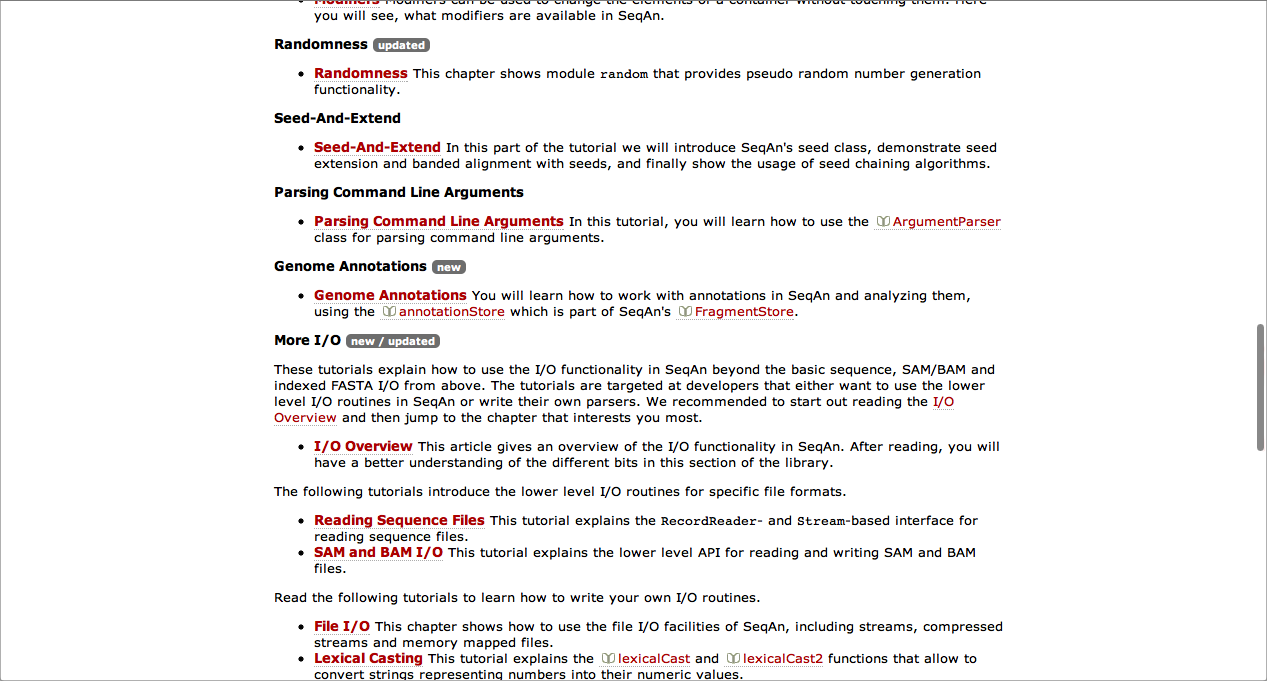 Modifiers Modifiers can be used to change the elements of a container without touching them. Here
you will see, what modifiers are available in SeqAn.
Randomness updated
Randomness This chapter shows module random that provides pseudo random number generation
functionality.
Seed-And-Extend
Seed-And-Extend In this part of the tutorial we will introduce SeqAn's seed class, demonstrate seed
extension and banded alignment with seeds, and finally show the usage of seed chaining algorithms.
Parsing Command Line Arguments
Parsing Command Line Arguments In this tutorial, you will learn how to use the ArgumentParser
class for parsing command line arguments.
Genome Annotations new
Genome Annotations You will learn how to work with annotations in SeqAn and analyzing them,
using the annotationStore which is part of SeqAn's FragmentStore.
More I/O new / updated
These tutorials explain how to use the I/O functionality in SeqAn beyond the basic sequence, SAM/BAM and
indexed FASTA I/O from above. The tutorials are targeted at developers that either want to use the lower
level I/O routines in SeqAn or write their own parsers. We recommended to start out reading the I/O
Overview and then jump to the chapter that interests you most.
I/O Overview This article gives an overview of the I/O functionality in SeqAn. After reading, you will
have a better understanding of the different bits in this section of the library.
The following tutorials introduce the lower level I/O routines for specific file formats.
Reading Sequence Files This tutorial explains the RecordReader- and Stream-based interface for
reading sequence files.
SAM and BAM I/O This tutorial explains the lower level API for reading and writing SAM and BAM
files.
Read the following tutorials to learn how to write your own I/O routines.
File I/O This chapter shows how to use the file I/O facilities of SeqAn, including streams, compressed
streams and memory mapped files.
Lexical Casting This tutorial explains the lexicalCast and lexicalCast2 functions that allow to
convert strings representing numbers into their numeric values.